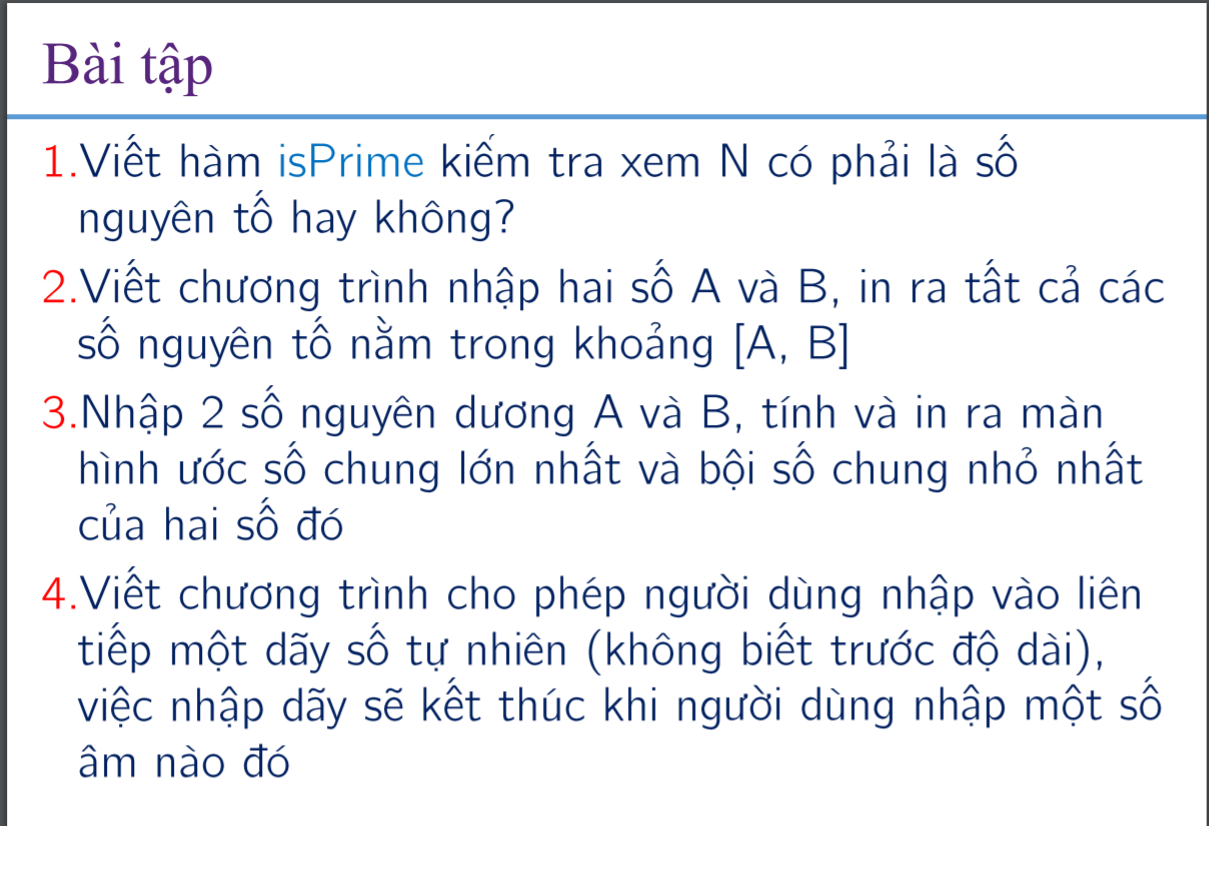 Bài tập
1.Viết hàm isPrime kiểm tra xem N có phải là số
nguyên tố hay không?
2.Viết chương trình nhập hai số A và B, in ra tất cả các
số nguyên tố nằm trong khoảng [A, B]
3.Nhập 2 số nguyên dương A và B, tính và in ra màn
hình ước số chung lớn nhất và bội số chung nhỏ nhất
của hai số đó
4.Viết chương trình cho phép người dùng nhập vào liên
tiếp một dãy số tự nhiên (không biết trước độ dài),
việc nhập dãy sẽ kết thúc khi người dùng nhập một số
âm nào đó